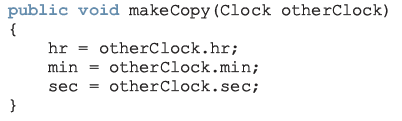 public void makeCopy(Clock otherClock)
{
    hr = otherClock.hr;
    min = otherClock.min;
    sec = otherClock.sec;
}